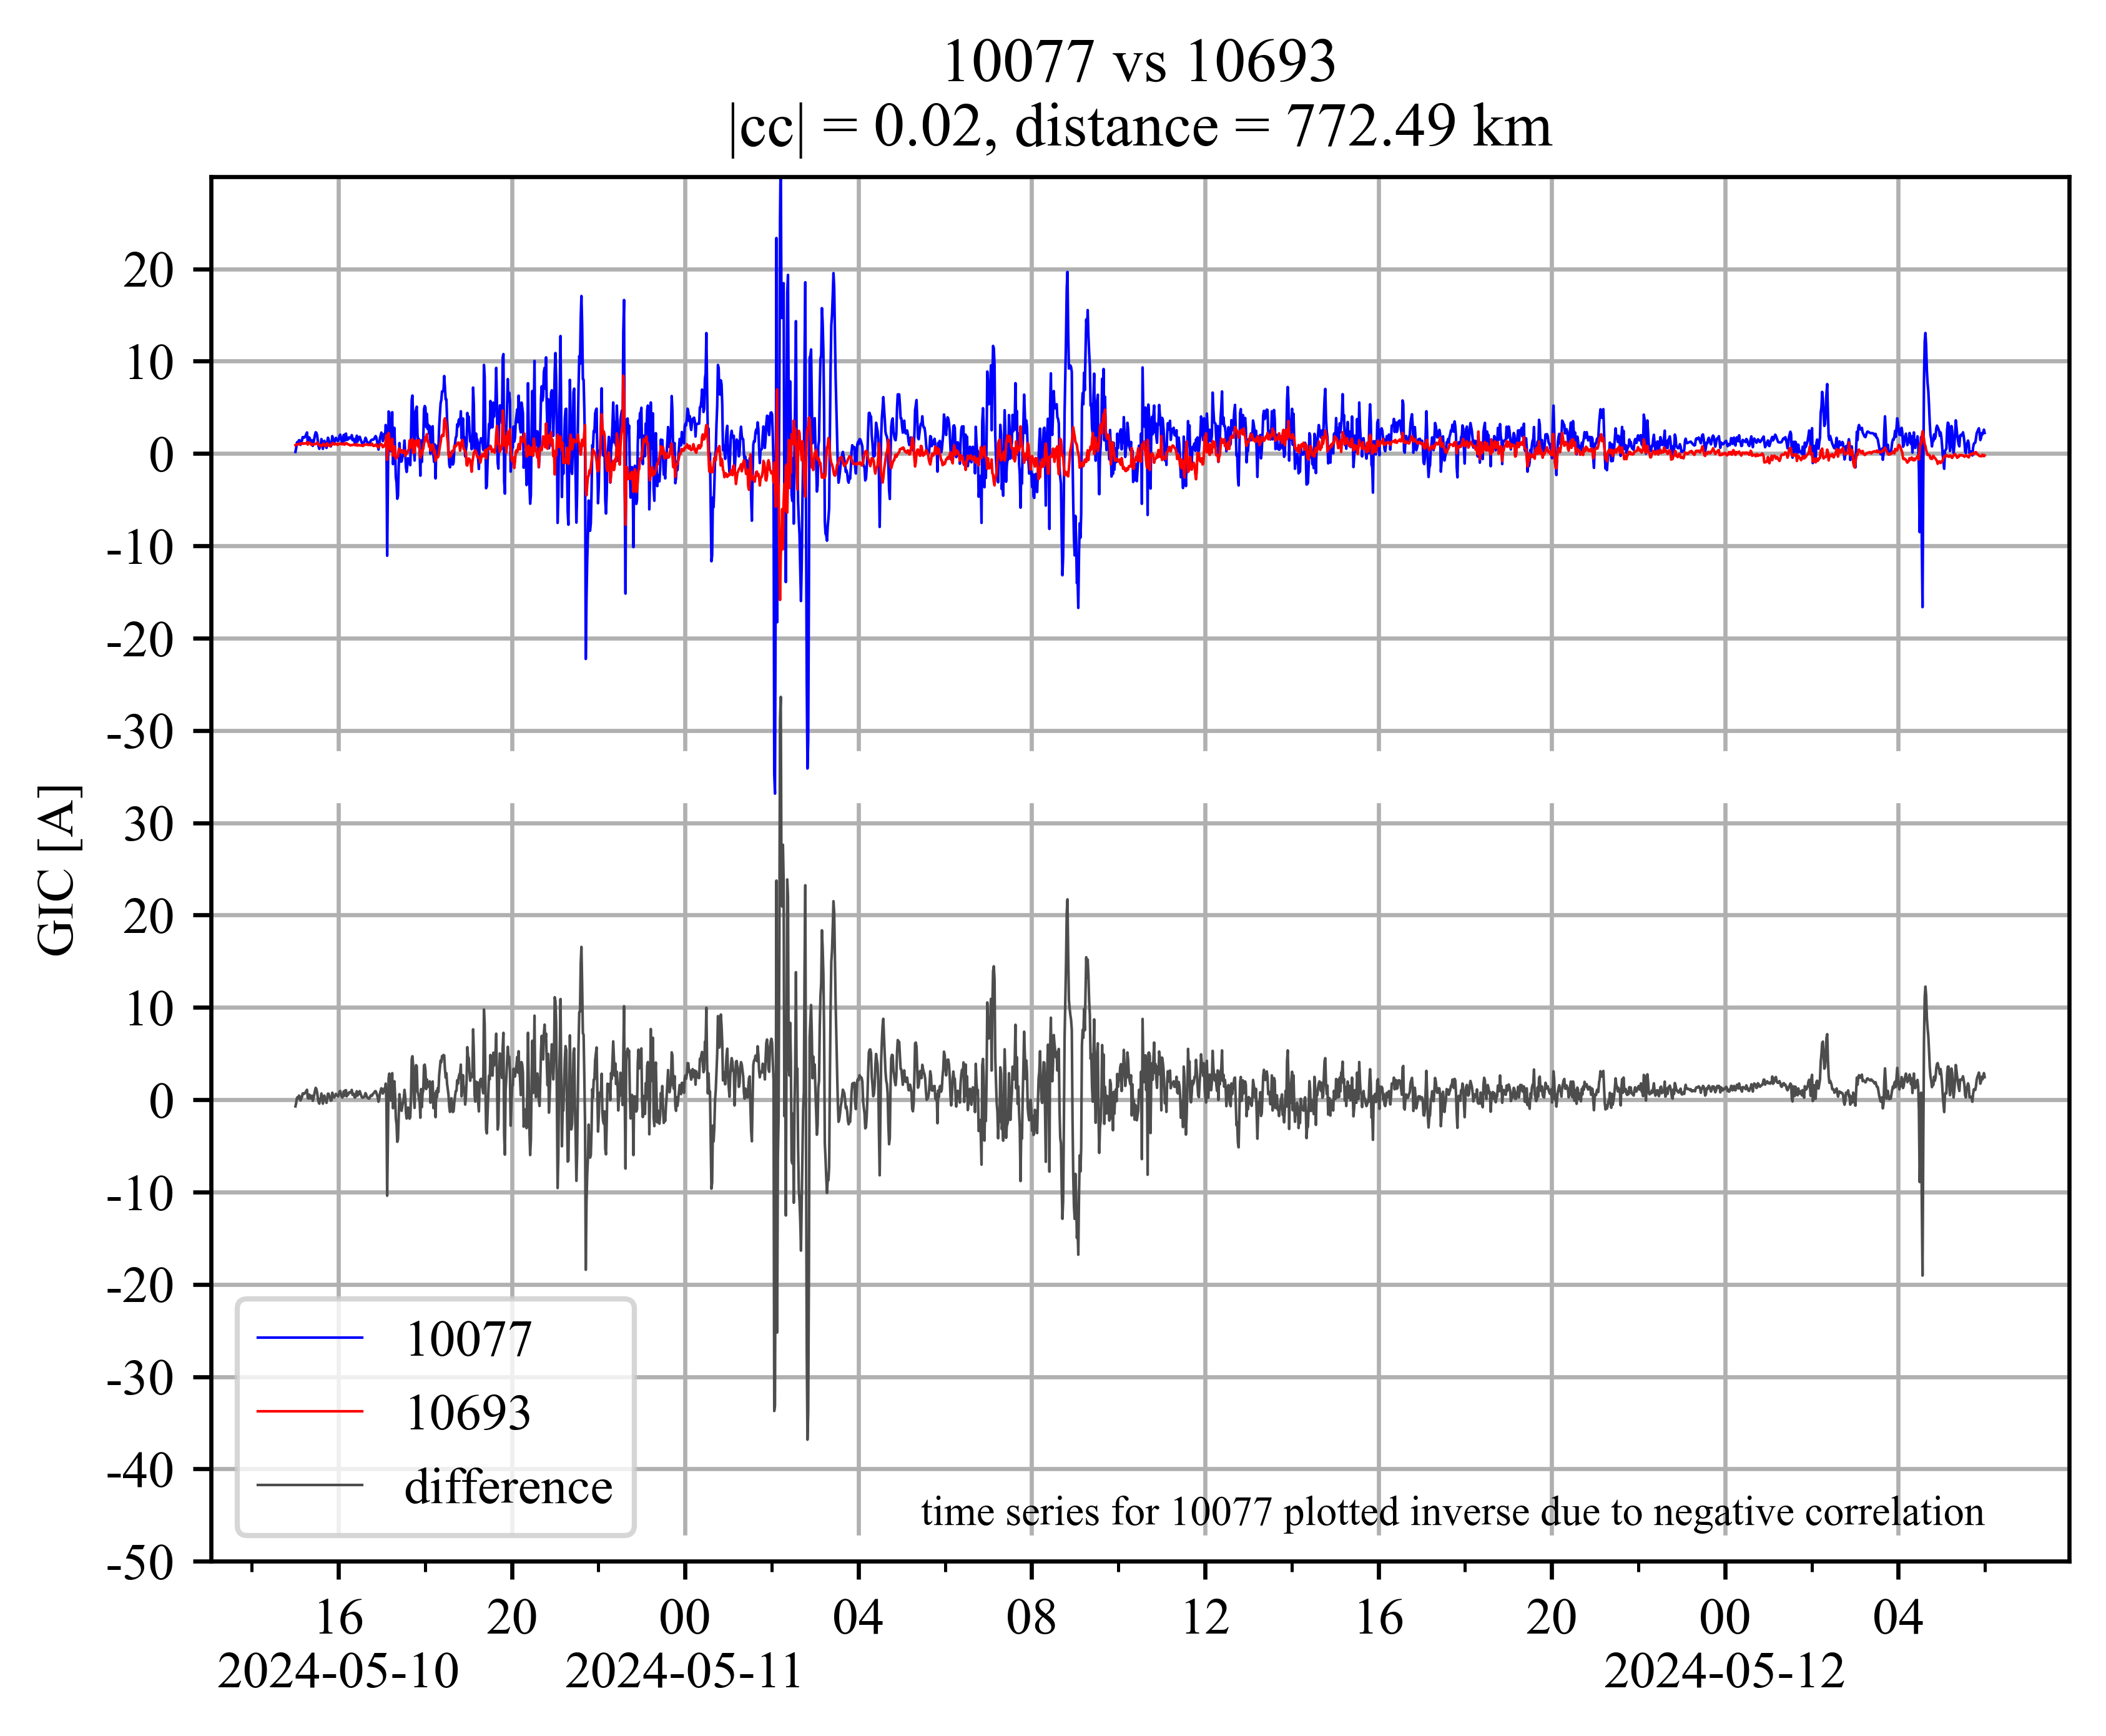 10077 vs 10693
|cc| = 0.02, distance = 772.49 km
20
10
0
-10
-20
-30
30
20
10
0
-10
-20
-30
-40
-50
GIC [A]
10077
10693
difference
time series for 10077 plotted inverse due to negative correlation
16 20 00 04 08 12 16 20 00 04
2024-05-10 2024-05-11 2024-05-12